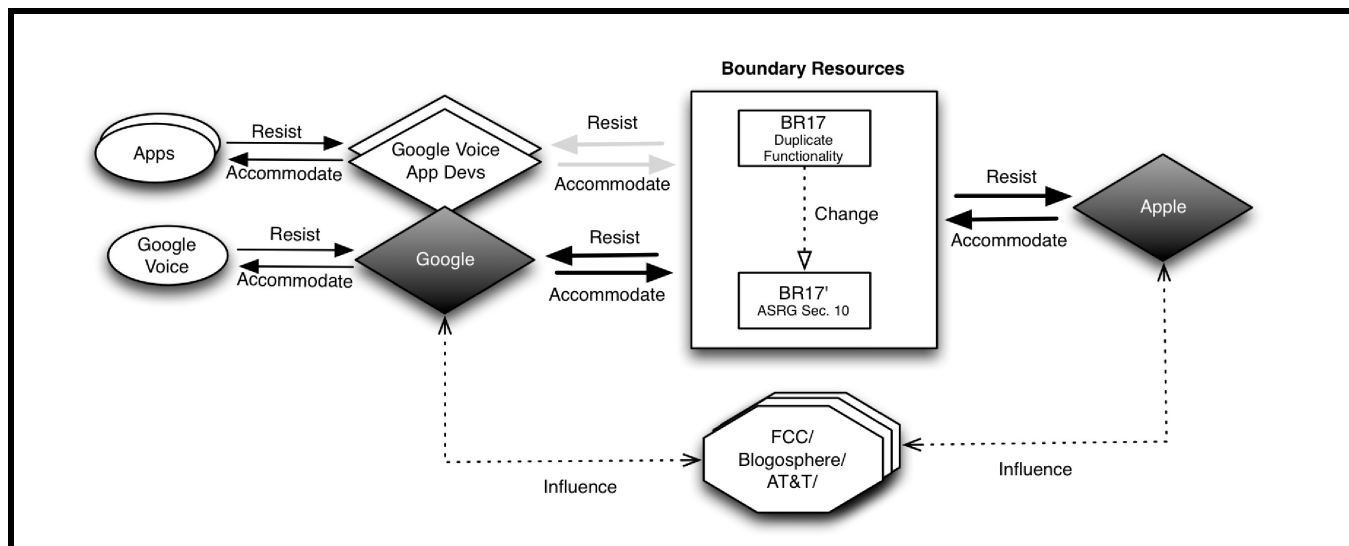 Boundary Resources
Apps
Resist
Accommodate
Google Voice
App Devs
Resist
Accommodate
BR17
Duplicate
Functionality
Change
BR17'
ASRG Sec. 10
Resist
Accommodate
Apple
Google
Voice
Resist
Accommodate
Google
Resist
Accommodate
FCC/
Blogosphere/
AT&T/
Influence
Influence